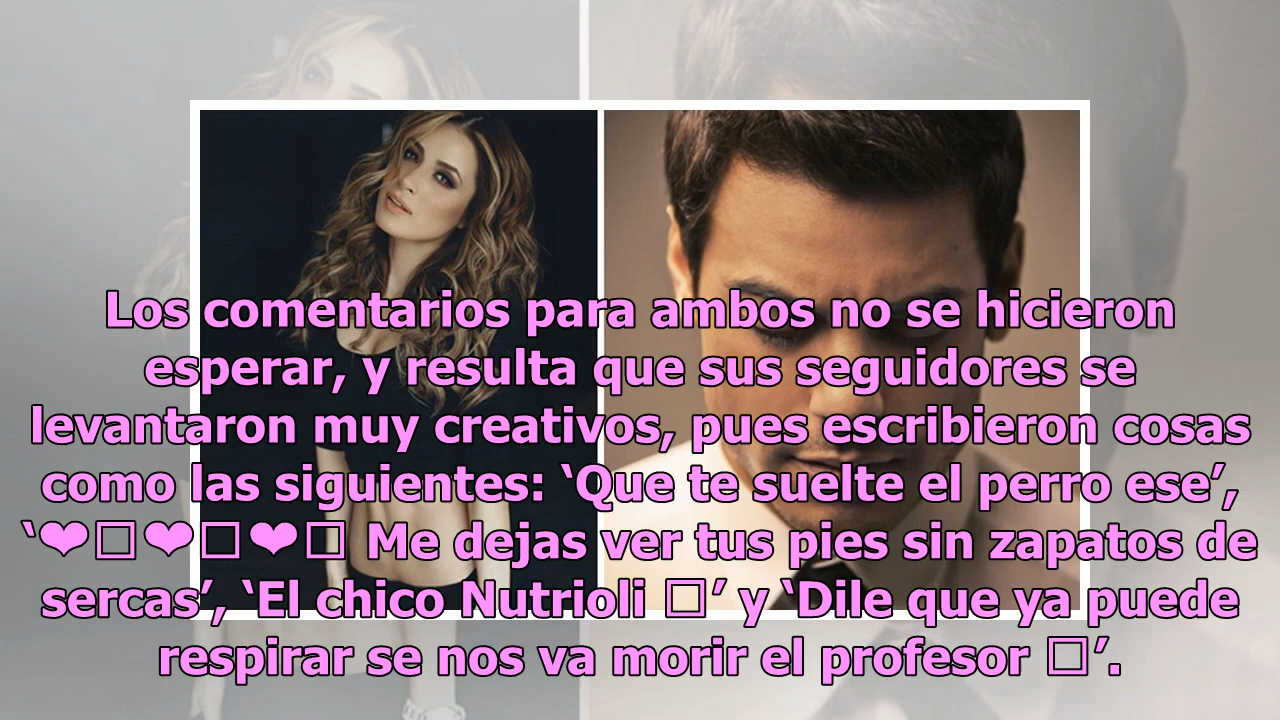 Los comentarios para ambos no se hicieron
esperar, y resulta que sus seguidores se
levantaron muy creativos, pues escribieron cosas
como las siguientes: ‘Que te suelte el perro ese’,
‘❤□❤□❤□ Me dejas ver tus pies sin zapatos de
sercas’, ‘El chico Nutrioli □’ y ‘Dile que ya puede
respirar se nos va morir el profesor □’.